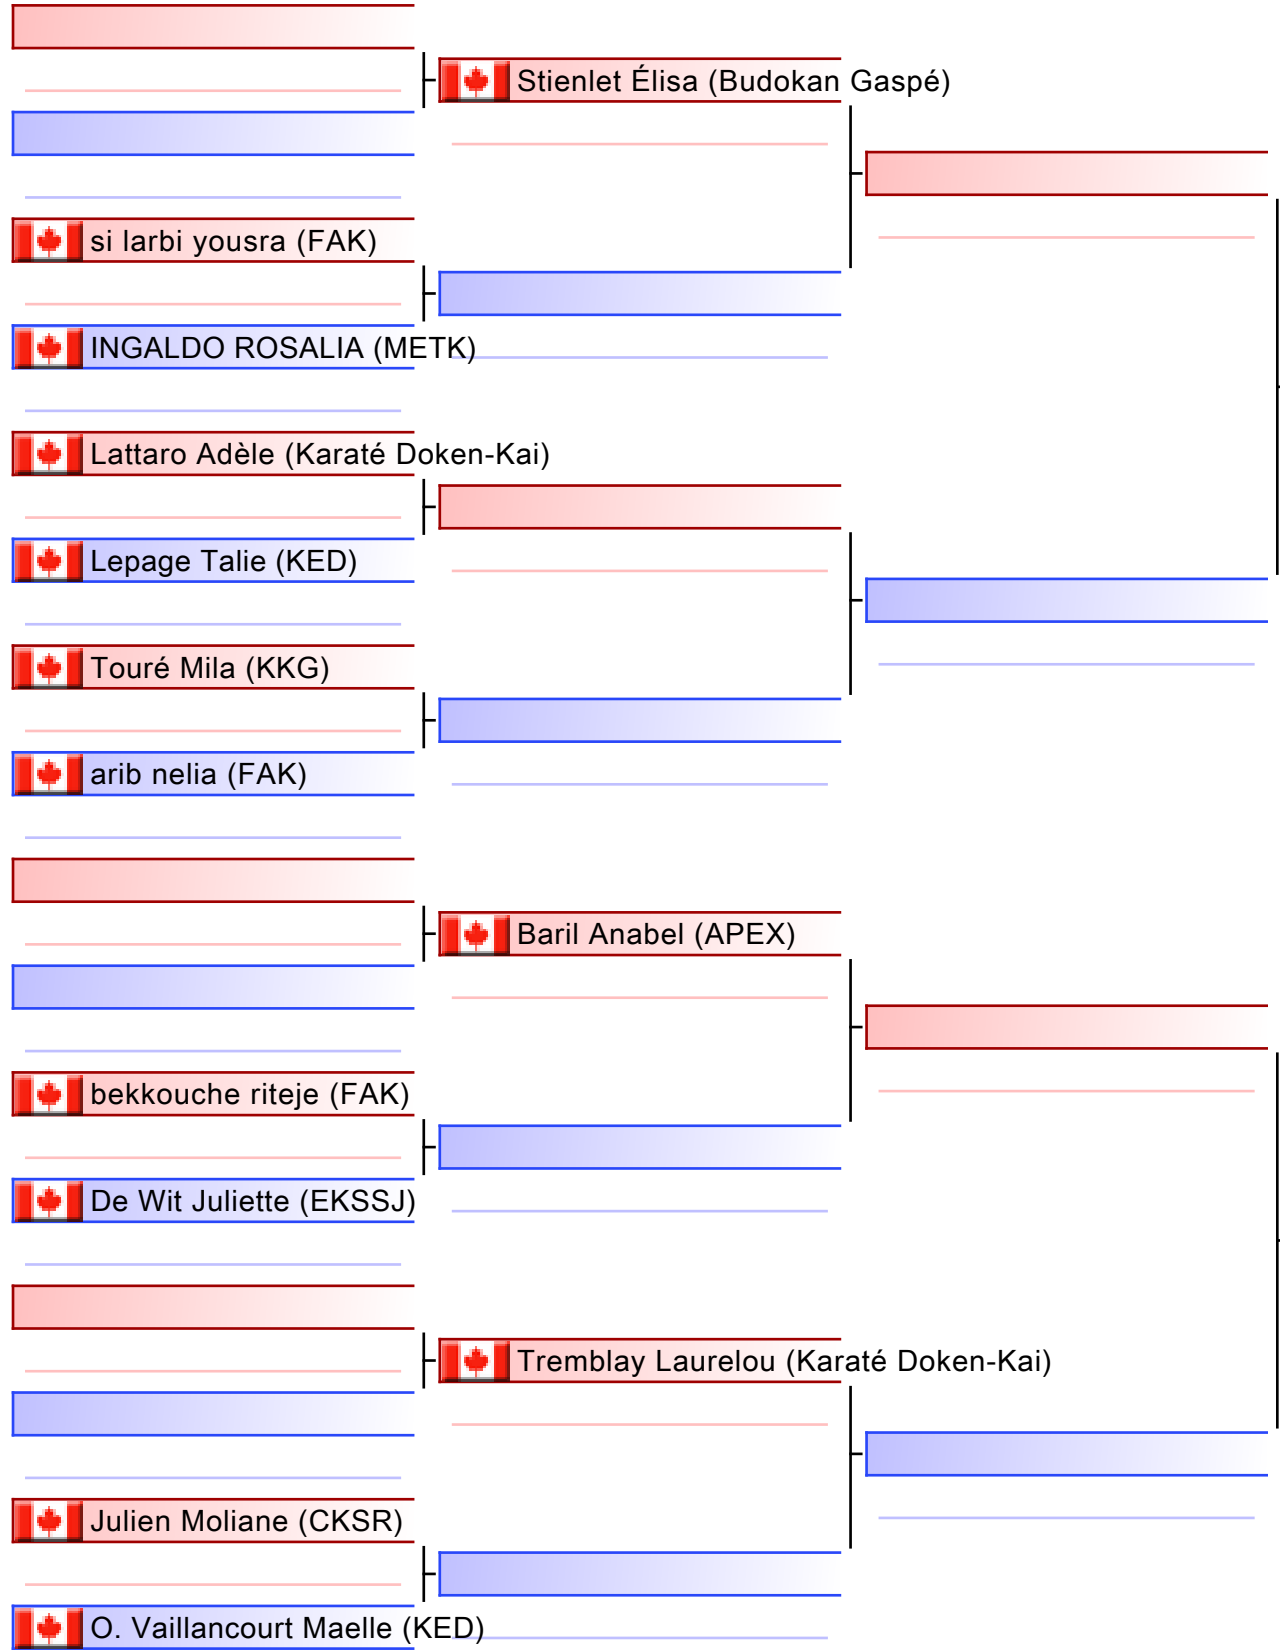 Stienlet Élisa (Budokan Gaspé)
si larbi yousra (FAK)
INGALDO ROSALIA (METK)
Lattaro Adèle (Karaté Doken-Kai)
Lepage Talie (KED)
Touré Mila (KKG)
arib nelia (FAK)
Baril Anabel (APEX)
bekkouche riteje (FAK)
De Wit Juliette (EKSSJ)
Tremblay Laurelou (Karaté Doken-Kai)
Julien Moliane (CKSR)
O. Vaillancourt Maelle (KED)